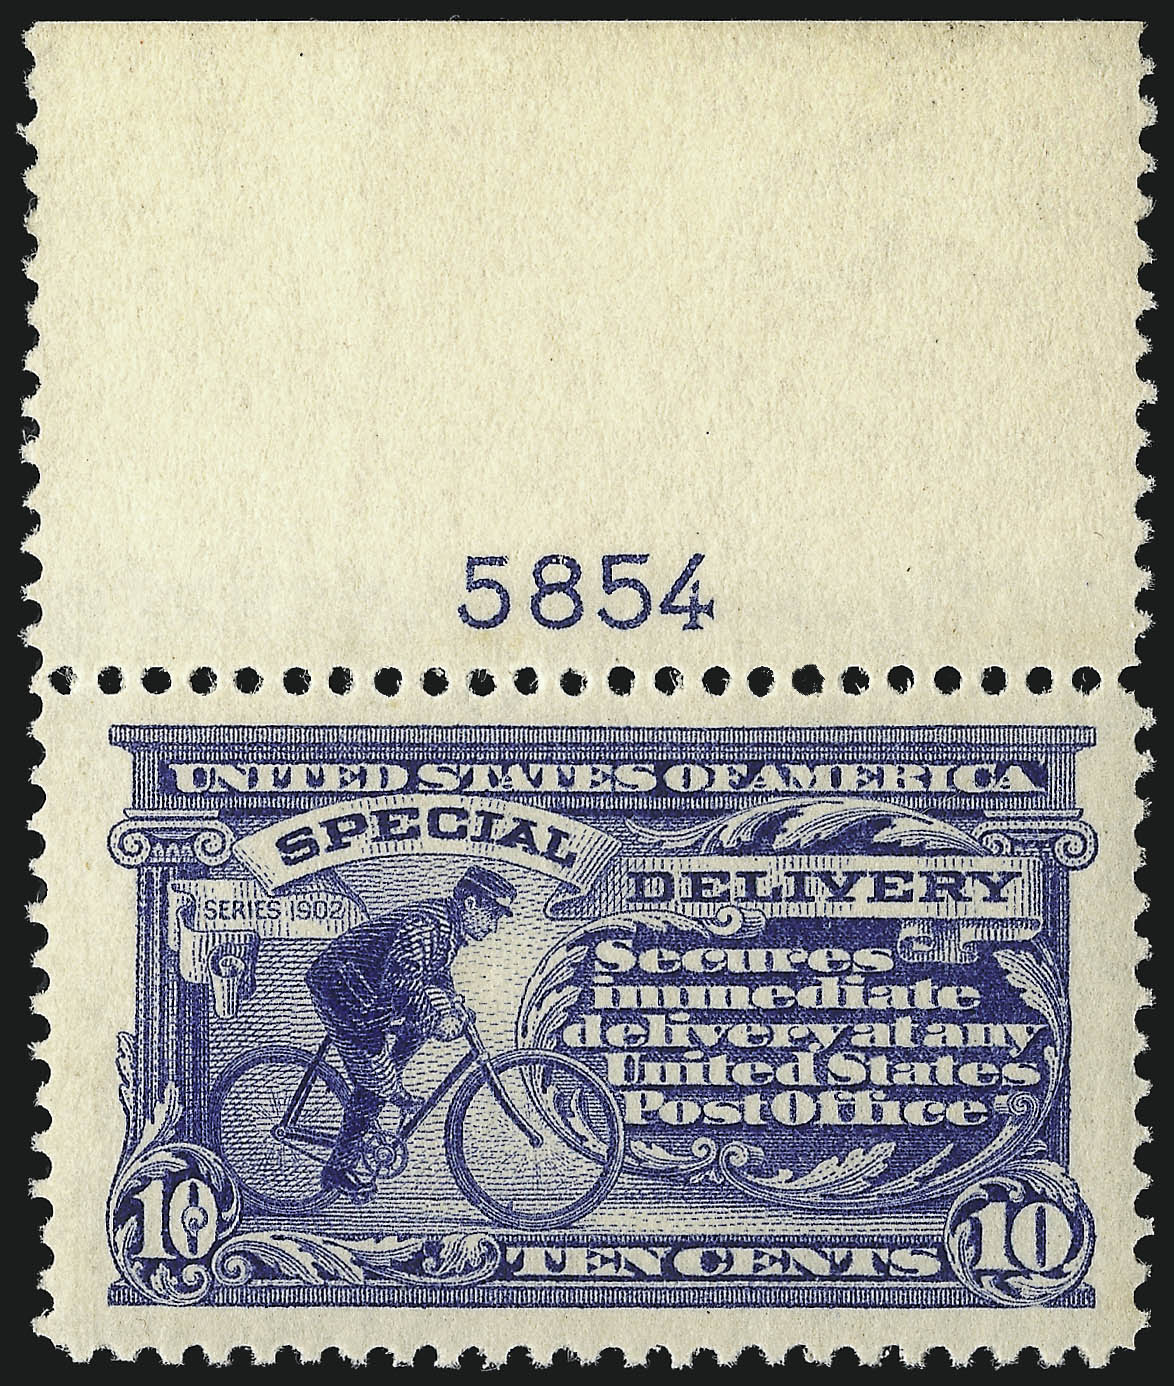 5854
UNITED STATES OF AMERICA
SPECIAL
DELIVERY
SERIES 1902
Secures
immediate
delivery at any
United States
Post Office
10
TEN CENTS
10